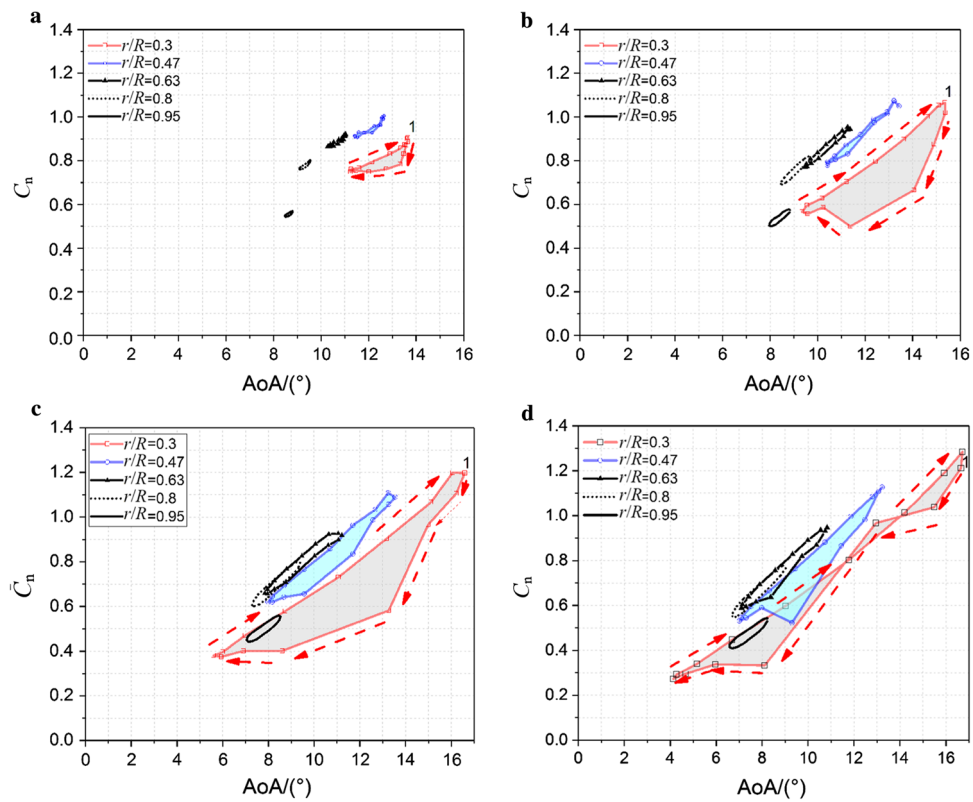 a
1.4
1.2
1.0
0.8
0.6
0.4
0.2
0.0
Cn
r/R=0.3
r/R=0.47
r/R=0.63
r/R=0.8
r/R=0.95
1
0 2 4 6 8 10 12 14 16
AoA/(°)
b
1.4
1.2
1.0
0.8
0.6
0.4
0.2
0.0
Cn
r/R=0.3
r/R=0.47
r/R=0.63
r/R=0.8
r/R=0.95
1
0 2 4 6 8 10 12 14 16
AoA/(°)
c
1.4
1.2
1.0
0.8
0.6
0.4
0.2
0.0
C̄n
r/R=0.3
r/R=0.47
r/R=0.63
r/R=0.8
r/R=0.95
1
0 2 4 6 8 10 12 14 16
AoA/(°)
d
1.4
1.2
1.0
0.8
0.6
0.4
0.2
0.0
Cn
r/R=0.3
r/R=0.47
r/R=0.63
r/R=0.8
r/R=0.95
1
0 2 4 6 8 10 12 14 16
AoA/(°)